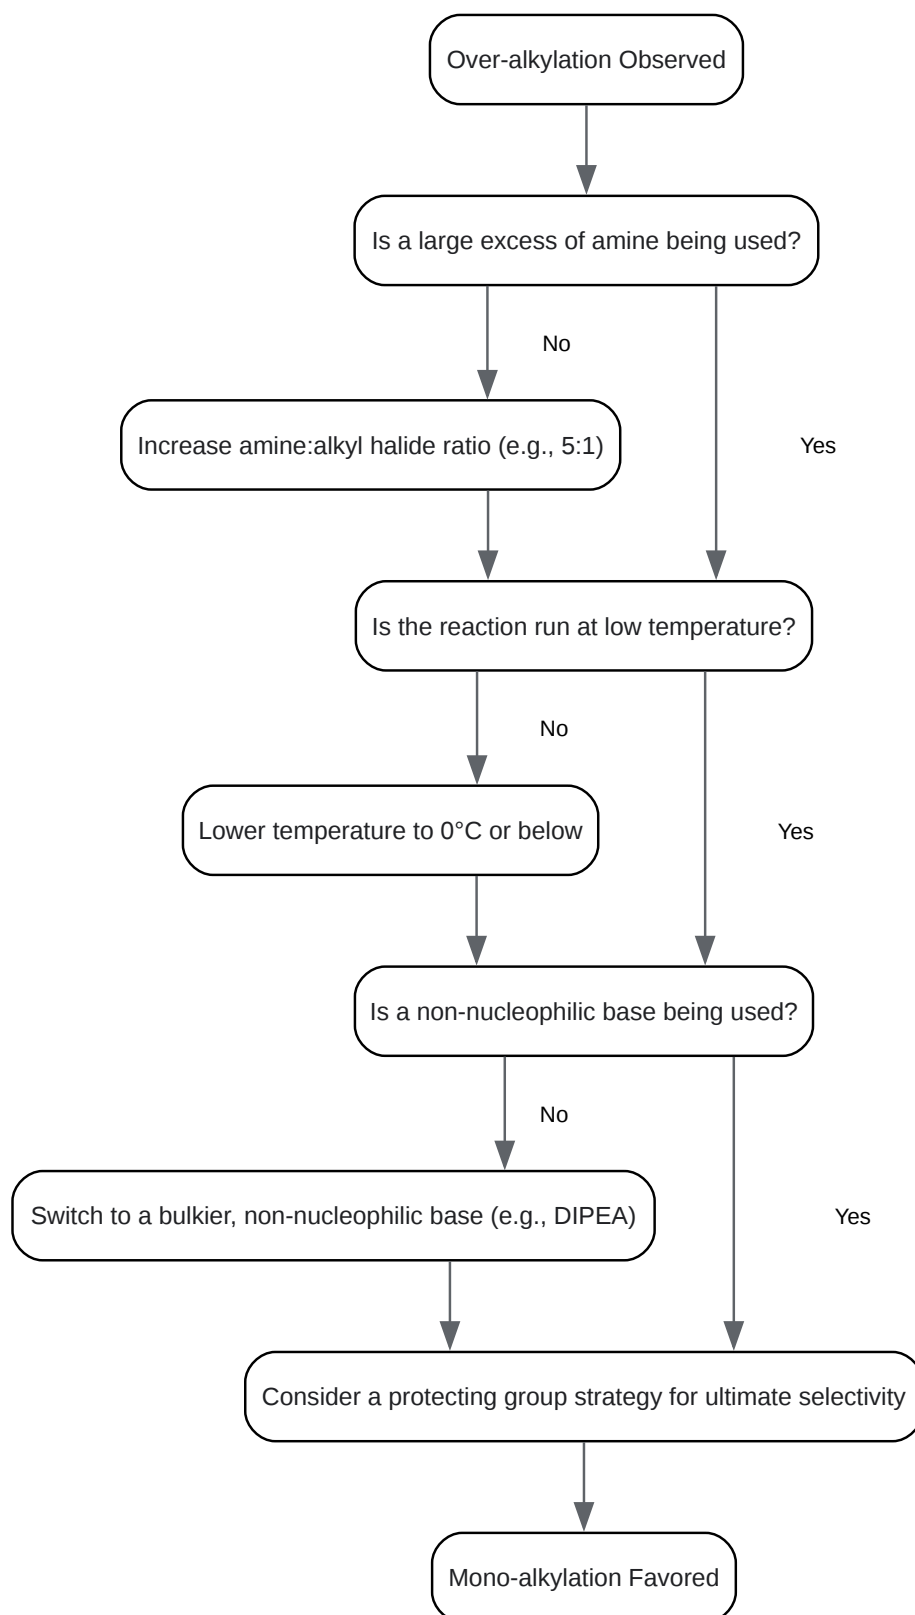 Over-alkylation Observed
Is a large excess of amine being used?
No
Increase amine:alkyl halide ratio (e.g., 5:1)
Yes
Is the reaction run at low temperature?
No
Lower temperature to 0°C or below
Yes
Is a non-nucleophilic base being used?
No
Switch to a bulkier, non-nucleophilic base (e.g., DIPEA)
Yes
Consider a protecting group strategy for ultimate selectivity
Mono-alkylation Favored